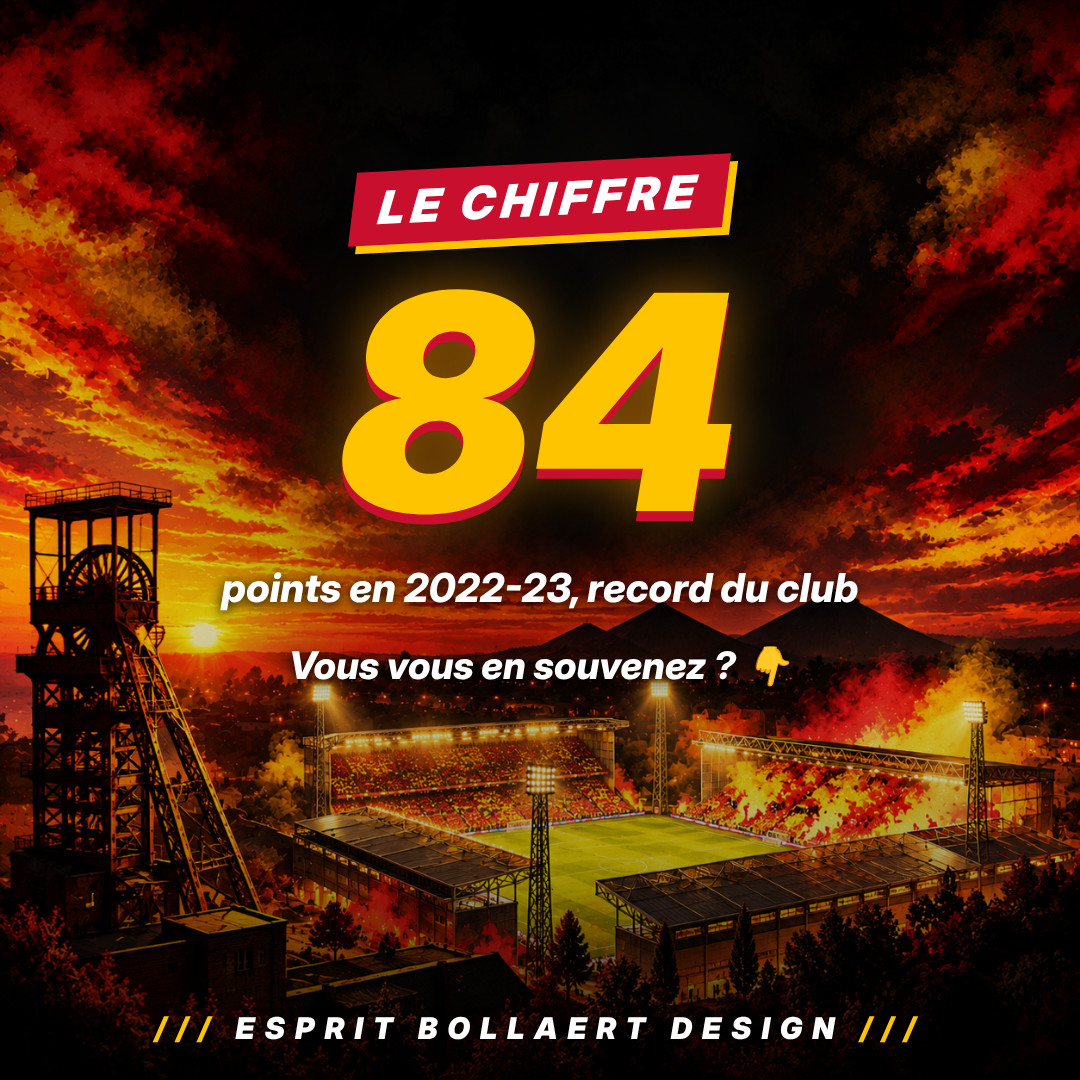 LE CHIFFRE
84
points en 2022-23, record du club
Vous vous en souvenez ? 👇
/// ESPRIT BOLLAERT DESIGN ///